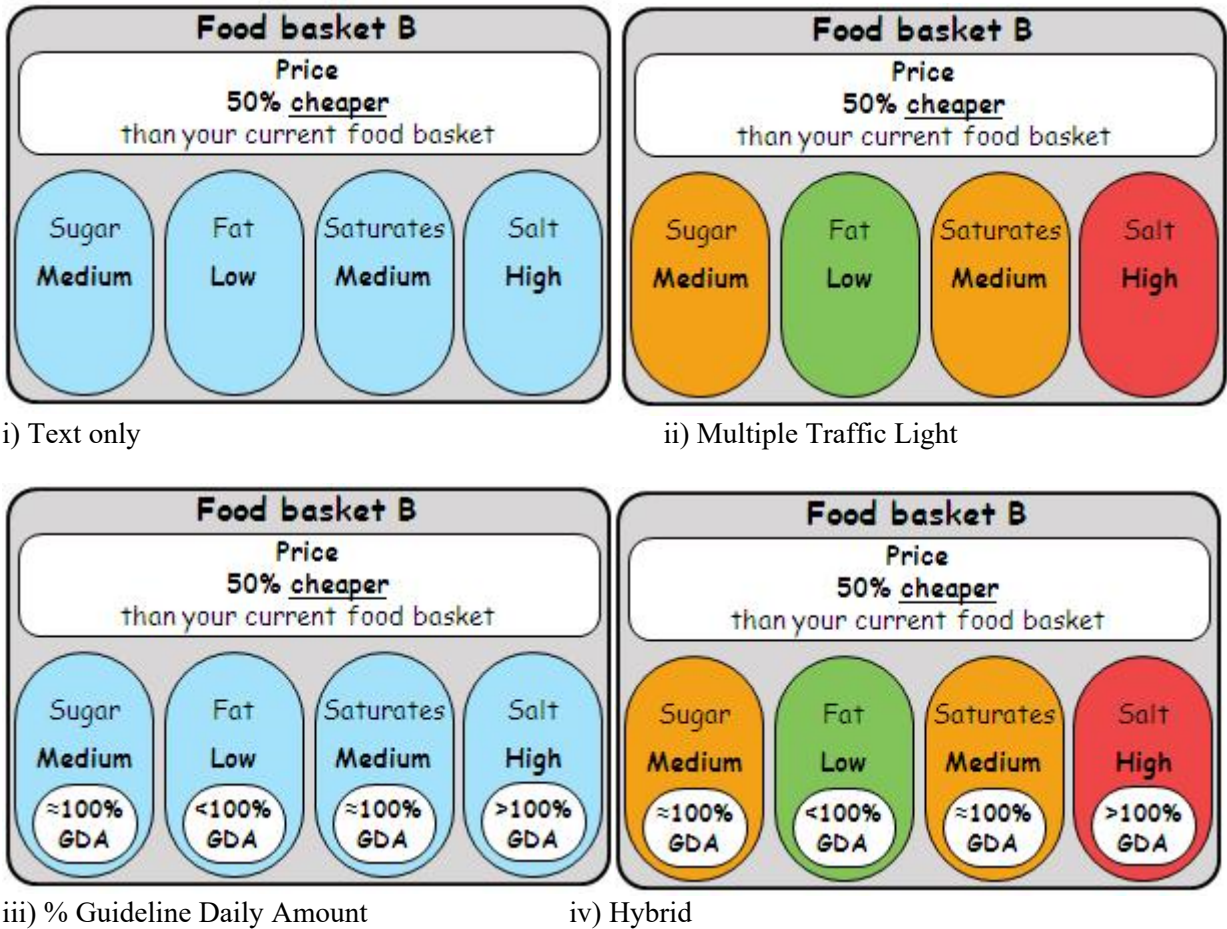 Food basket B
Price
50% cheaper
than your current food basket
Sugar Fat Saturates Salt
Medium Low Medium High
i) Text only
Food basket B
Price
50% cheaper
than your current food basket
Sugar Fat Saturates Salt
Medium Low Medium High
ii) Multiple Traffic Light
Food basket B
Price
50% cheaper
than your current food basket
Sugar Fat Saturates Salt
Medium Low Medium High
≈100% <100% ≈100% >100%
GDA GDA GDA GDA
iii) % Guideline Daily Amount
Food basket B
Price
50% cheaper
than your current food basket
Sugar Fat Saturates Salt
Medium Low Medium High
≈100% <100% ≈100% >100%
GDA GDA GDA GDA
iv) Hybrid